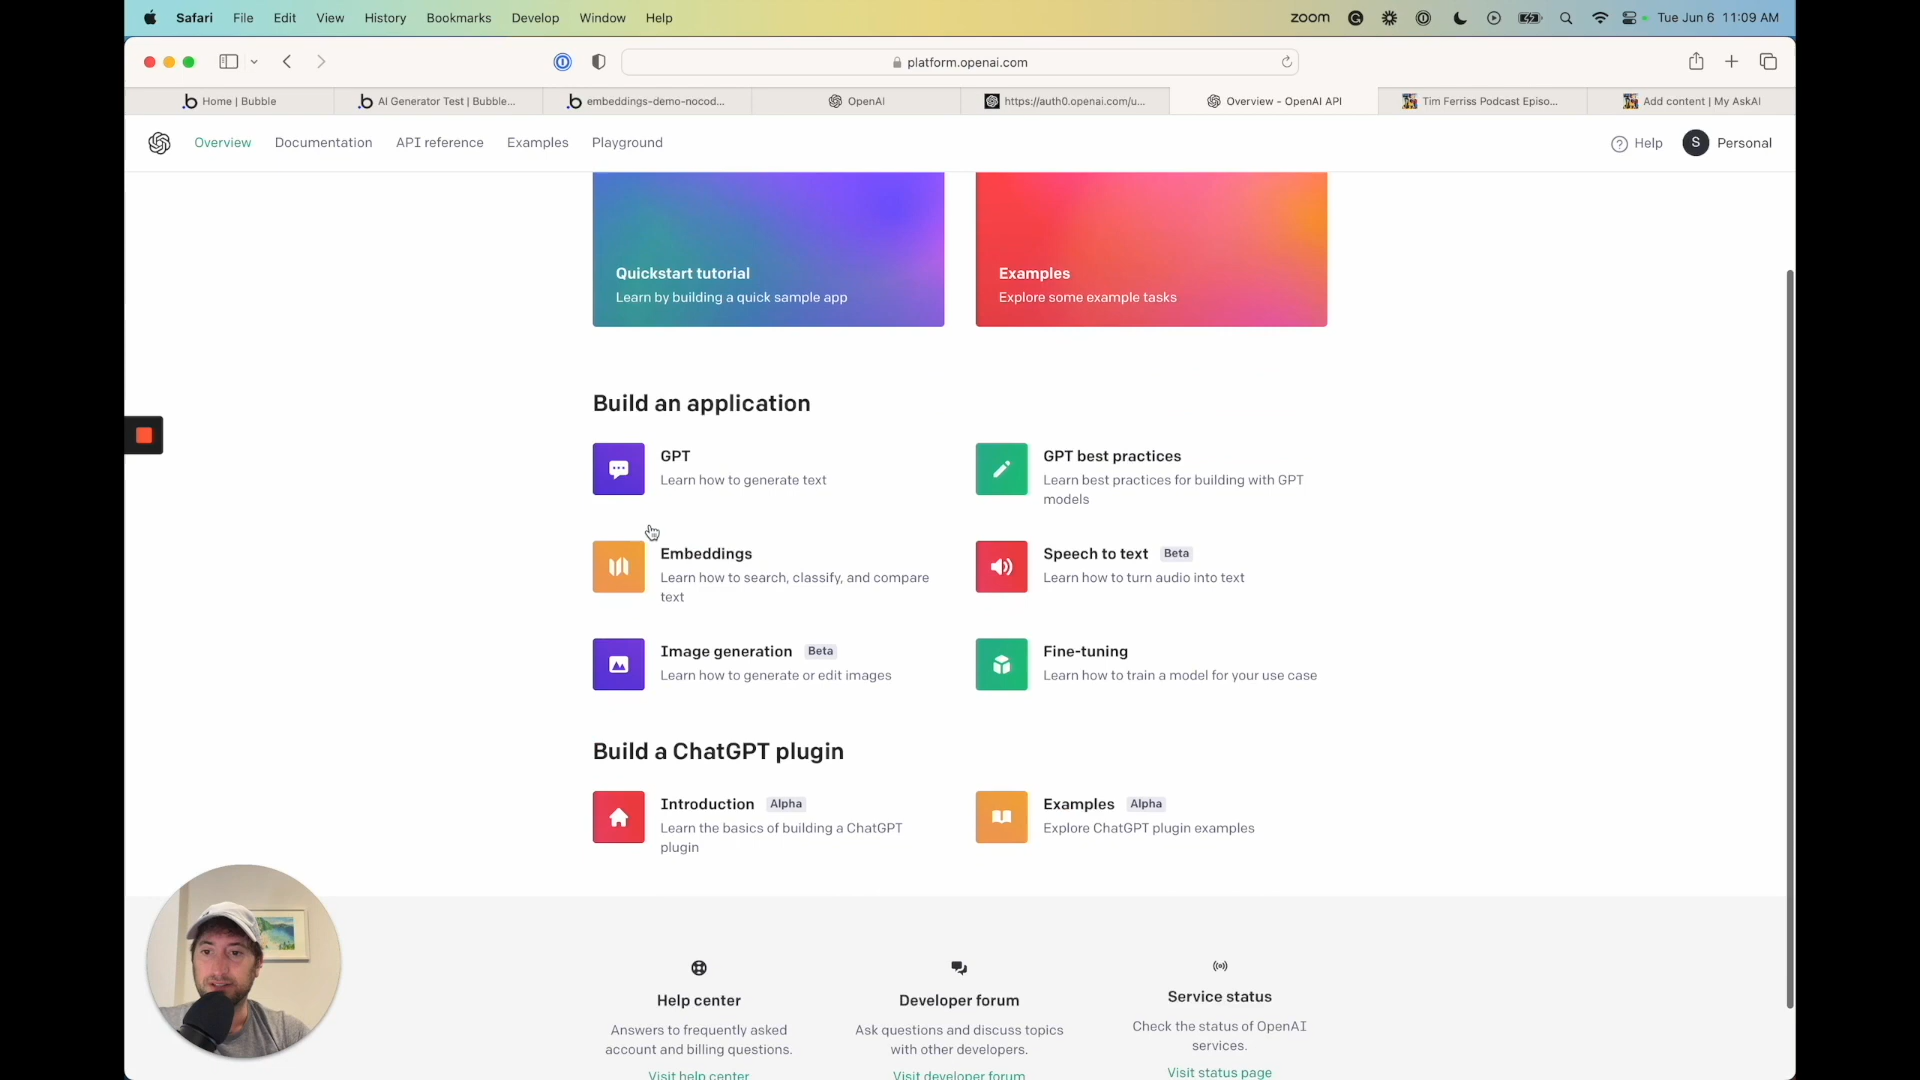 Safari File Edit View History Bookmarks Develop Window Help zoom Tue Jun 6 11:09 AM
platform.openai.com
Home | Bubble AI Generator Test | Bubble... embeddings-demo-nocod... OpenAI https://auth0.openai.com/u... Overview - OpenAI API Tim Ferriss Podcast Episo... Add content | My AskAI
Overview Documentation API reference Examples Playground Help S Personal
Quickstart tutorial
Learn by building a quick sample app
Examples
Explore some example tasks
Build an application
GPT
Learn how to generate text
GPT best practices
Learn best practices for building with GPT
models
Embeddings
Learn how to search, classify, and compare
text
Speech to text Beta
Learn how to turn audio into text
Image generation Beta
Learn how to generate or edit images
Fine-tuning
Learn how to train a model for your use case
Build a ChatGPT plugin
Introduction Alpha
Learn the basics of building a ChatGPT
plugin
Examples Alpha
Explore ChatGPT plugin examples
Help center
Answers to frequently asked
account and billing questions.
Visit help center
Developer forum
Ask questions and discuss topics
with other developers.
Visit developer forum
Service status
Check the status of OpenAI
services.
Visit status page